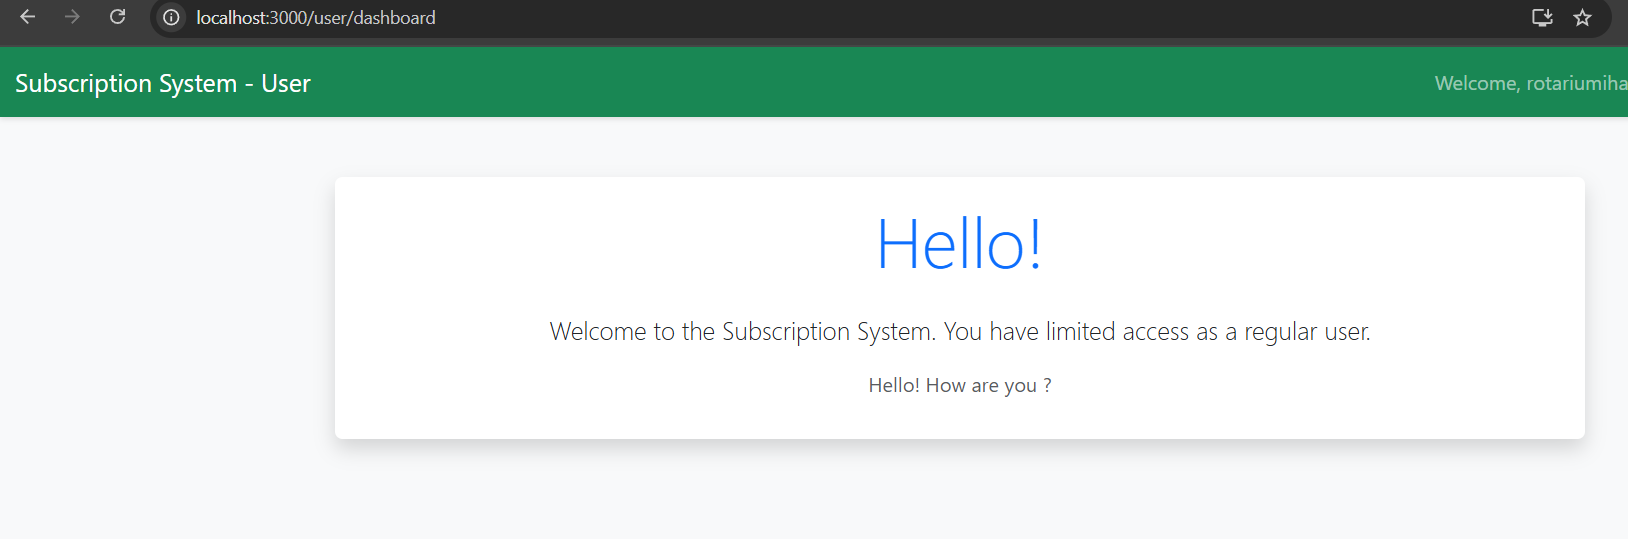 localhost:3000/user/dashboard
Subscription System - User
Welcome, rotariumiha
Hello!
Welcome to the Subscription System. You have limited access as a regular user.
Hello! How are you ?